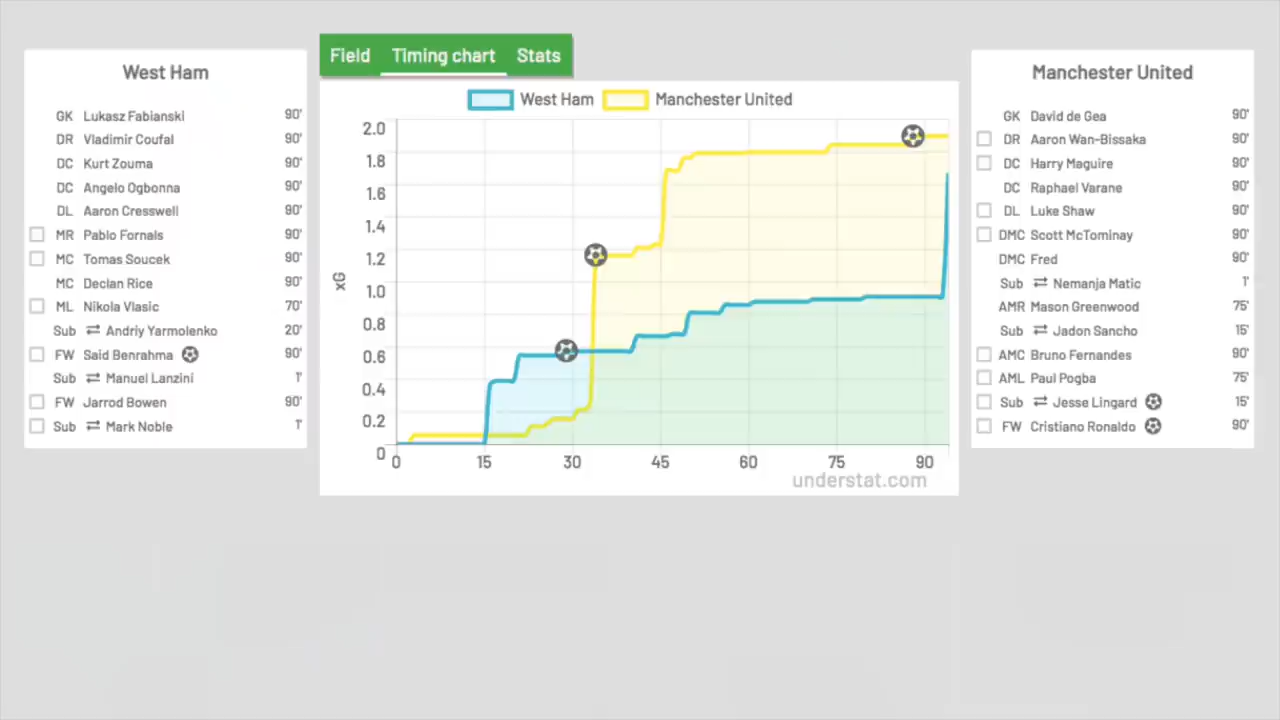 West Ham
GK Lukasz Fabianski 90'
DR Vladimir Coufal 90'
DC Kurt Zouma 90'
DC Angelo Ogbonna 90'
DL Aaron Cresswell 90'
MR Pablo Fornals 90'
MC Tomas Soucek 90'
MC Declan Rice 90'
ML Nikola Vlasic 70'
Sub Andriy Yarmolenko 20'
FW Said Benrahma 90'
Sub Manuel Lanzini 1'
FW Jarrod Bowen 90'
Sub Mark Noble 1'
Field Timing chart Stats
West Ham Manchester United
2.0
1.8
1.6
1.4
1.2
1.0
0.8
0.6
0.4
0.2
0
xG
0 15 30 45 60 75 90
understat.com
Manchester United
GK David de Gea 90'
DR Aaron Wan-Bissaka 90'
DC Harry Maguire 90'
DC Raphael Varane 90'
DL Luke Shaw 90'
DMC Scott McTominay 90'
DMC Fred 90'
Sub Nemanja Matic 1'
AMR Mason Greenwood 75'
Sub Jadon Sancho 15'
AMC Bruno Fernandes 90'
AML Paul Pogba 75'
Sub Jesse Lingard 15'
FW Cristiano Ronaldo 90'